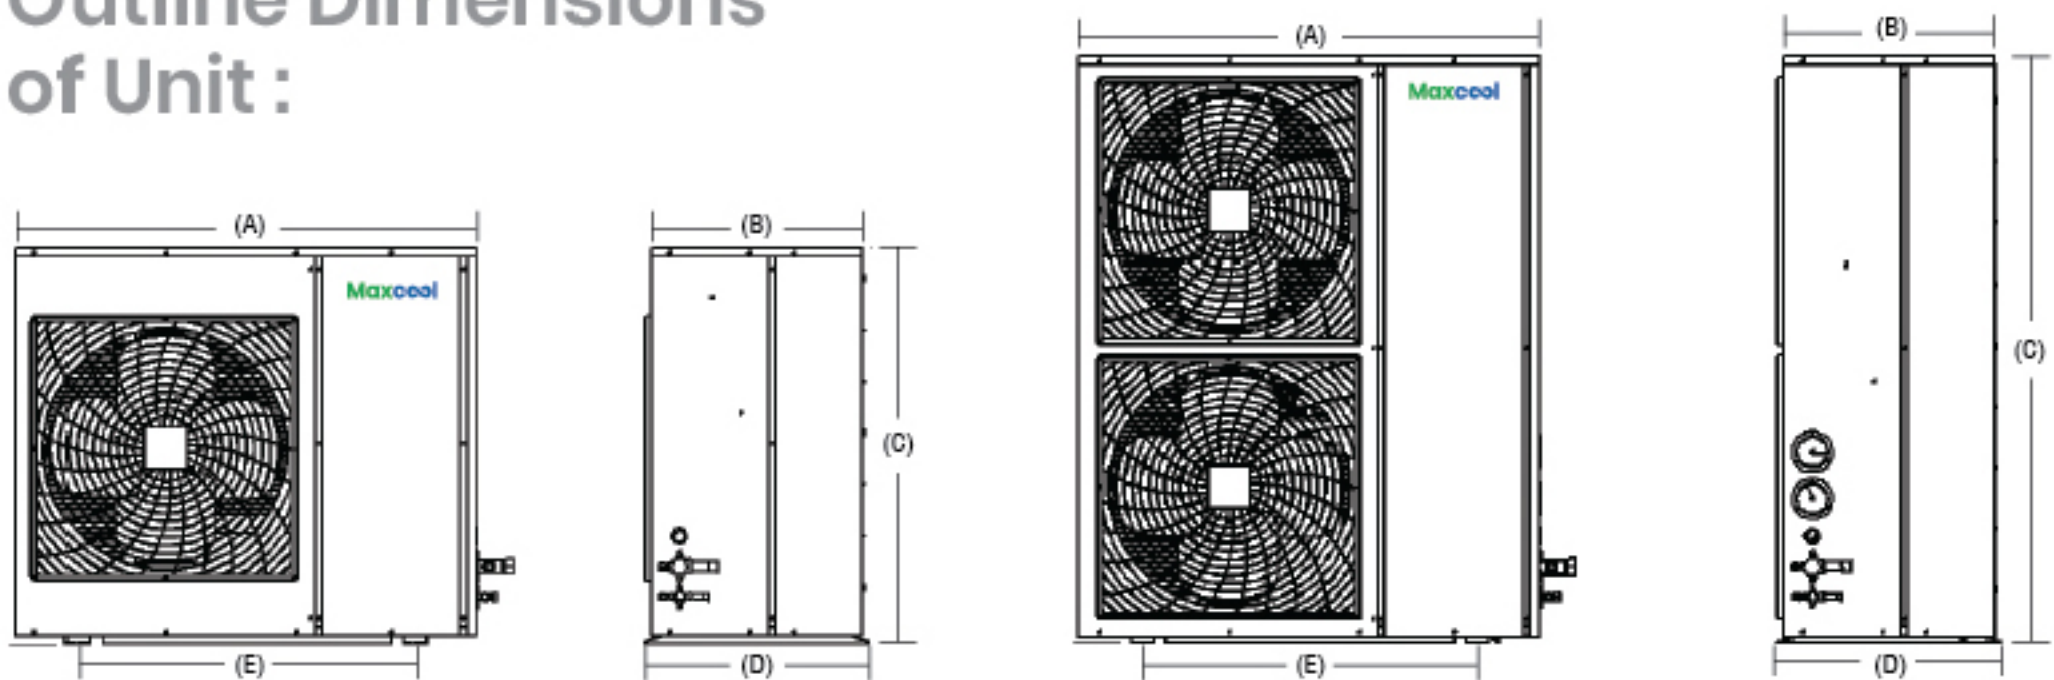 Outline Dimensions
of Unit :
(A)
(B)
Maxcool
(C)
(E)
(D)
(A)
(B)
Maxcool
(C)
(E)
(D)